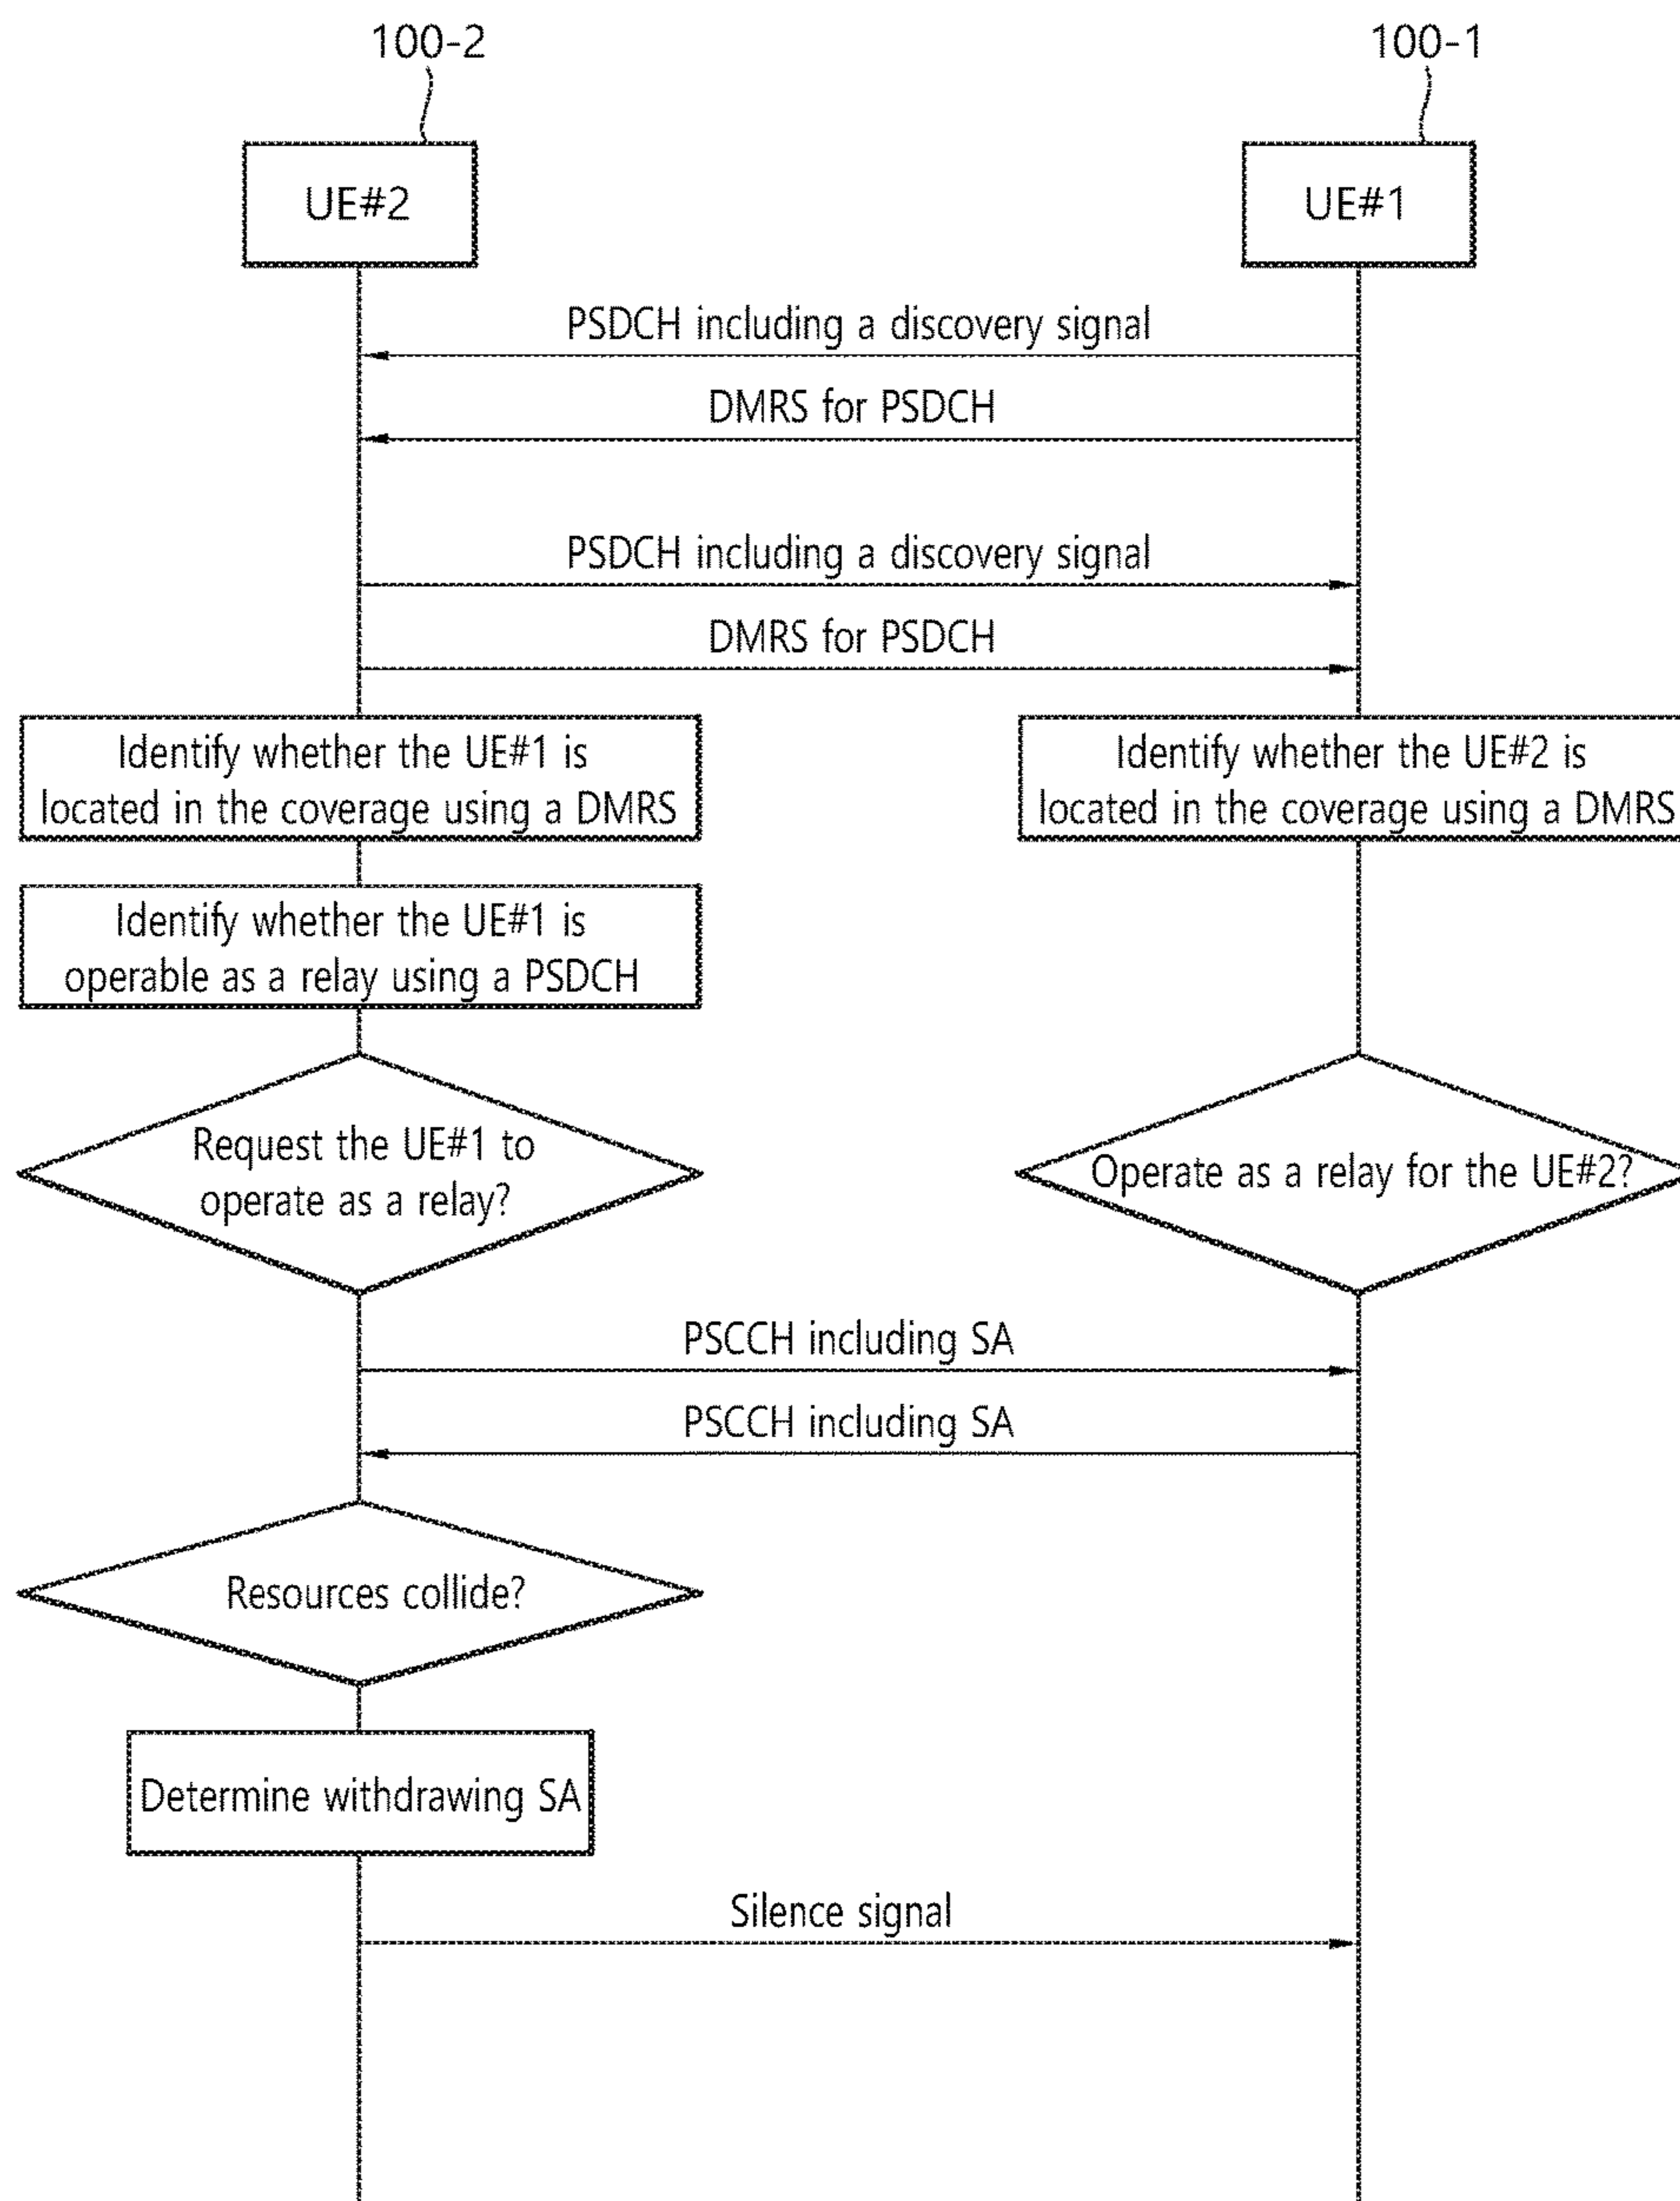 100-2
100-1
UE#2
UE#1
PSDCH including a discovery signal
DMRS for PSDCH
PSDCH including a discovery signal
DMRS for PSDCH
Identify whether the UE#1 is
located in the coverage using a DMRS
Identify whether the UE#2 is
located in the coverage using a DMRS
Identify whether the UE#1 is
operable as a relay using a PSDCH
Request the UE#1 to
operate as a relay?
Operate as a relay for the UE#2?
PSCCH including SA
PSCCH including SA
Resources collide?
Determine withdrawing SA
Silence signal